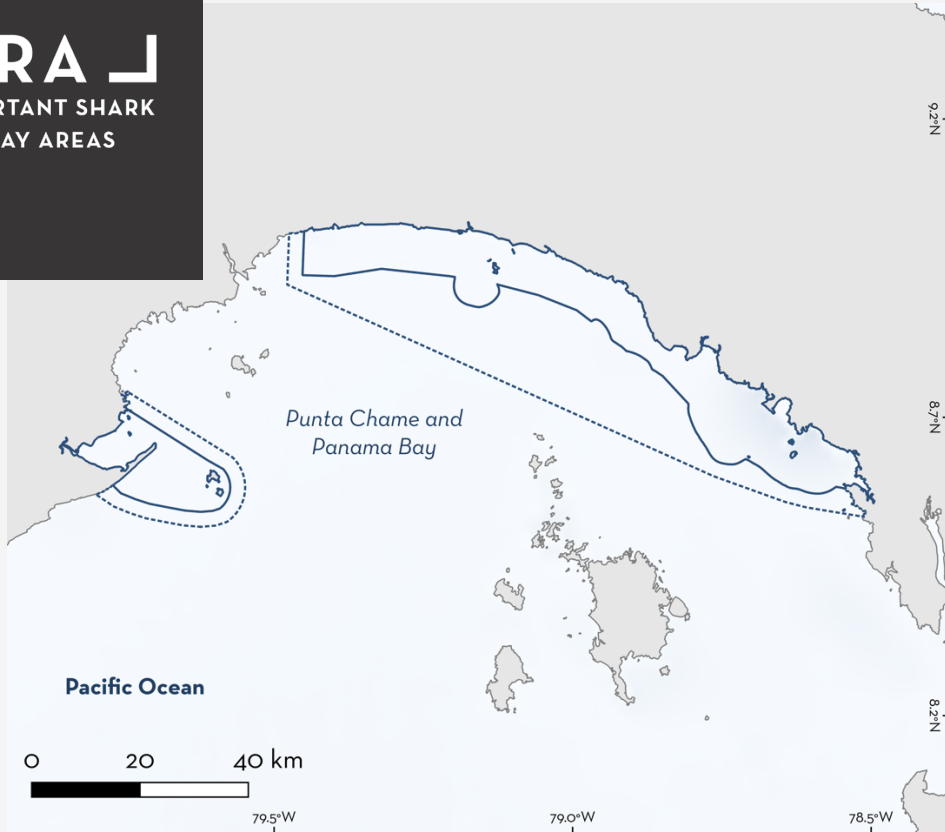 RA
RTANT SHARK
AY AREAS
9.2°N
8.7°N
Punta Chame and
Panama Bay
Pacific Ocean
8.2°N
0 20 40 km
79.5°W 79.0°W 78.5°W